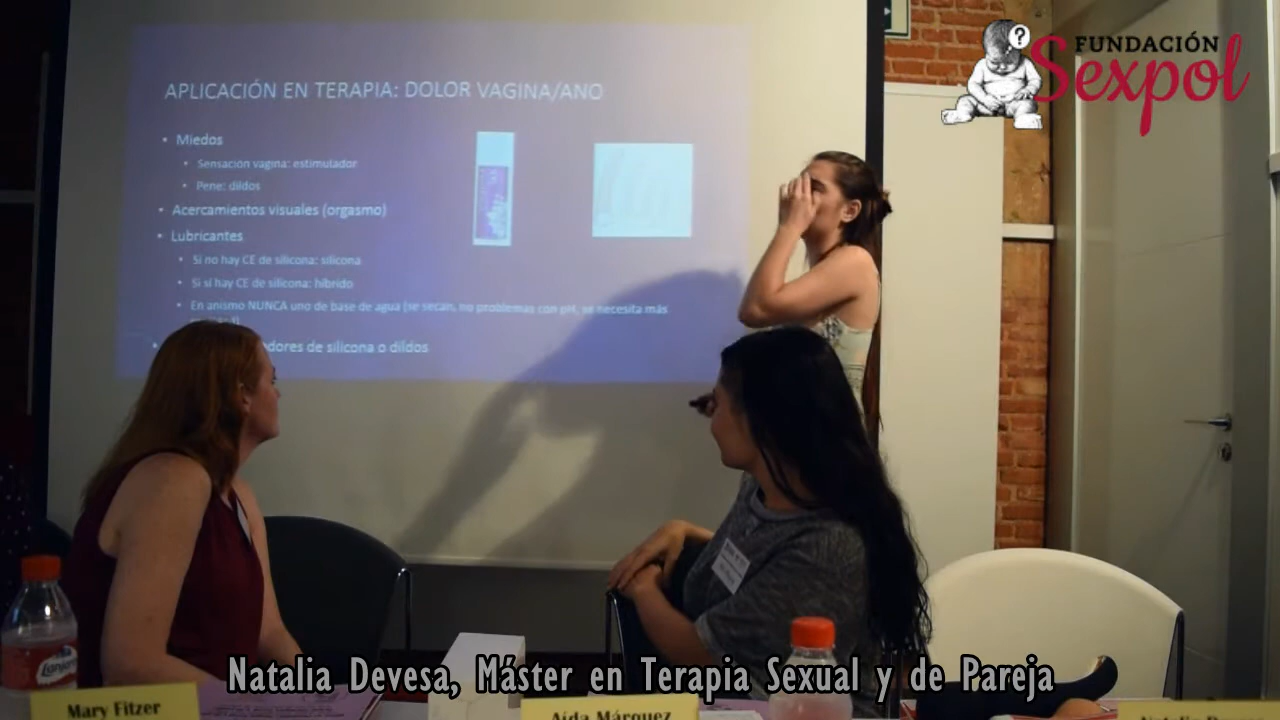 FUNDACIÓN
Sexpol
?
APLICACIÓN EN TERAPIA: DOLOR VAGINA/ANO
• Miedos
• Sensación vagina: estimulador
• Pene: dildos
• Acercamientos visuales (orgasmo)
• Lubricantes
• Si no hay CE de silicona: silicona
• Si sí hay CE de silicona: híbrido
• En anismo NUNCA uno de base de agua (se secan, no problemas con pH, se necesita más
dores de silicona o dildos
Lanjarón
Natalia Devesa, Máster en Terapia Sexual y de Pareja
Mary Fitzer
Aída Márquez